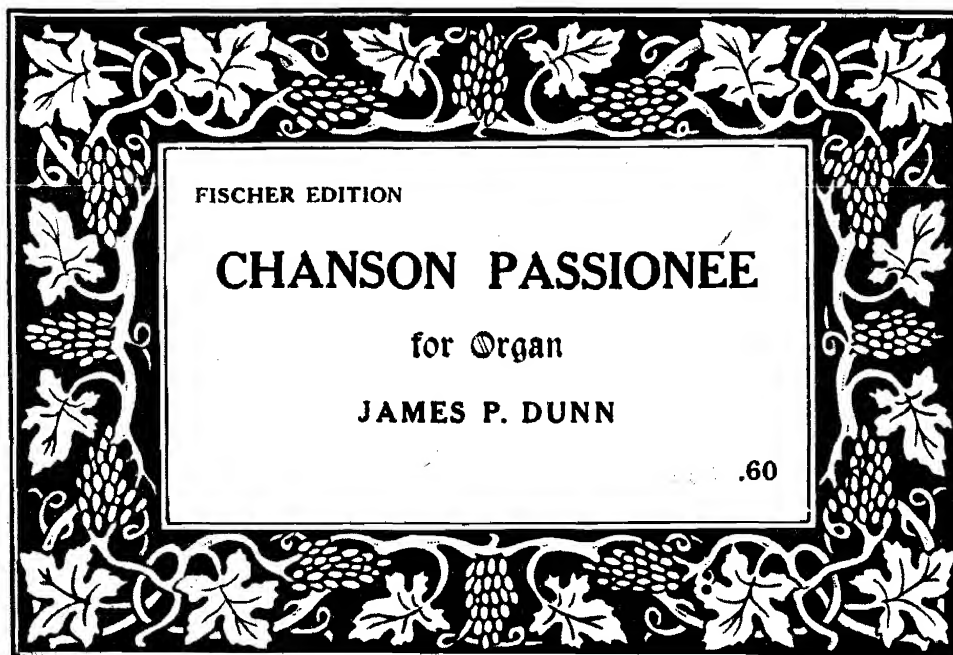 FISCHER EDITION
CHANSON PASSIONEE
for Organ
JAMES P. DUNN
.60